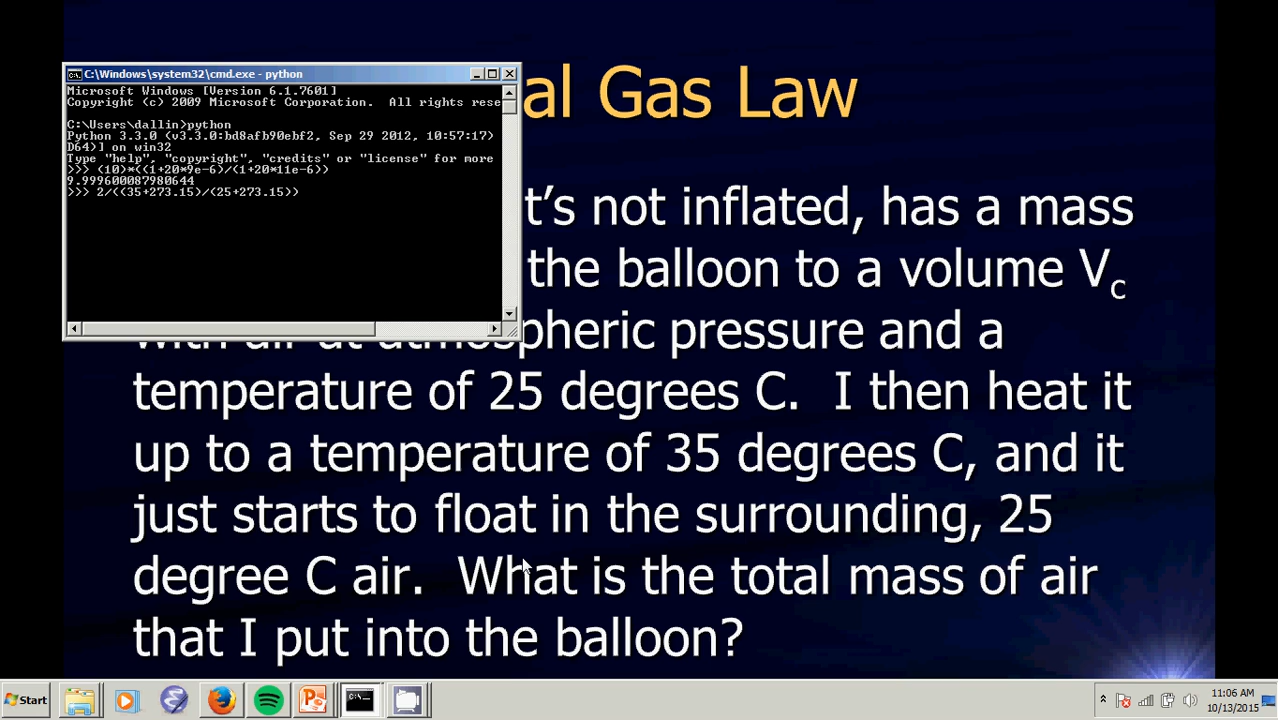 C:\Windows\system32\cmd.exe - python
Microsoft Windows [Version 6.1.7601]
Copyright (c) 2009 Microsoft Corporation.  All rights rese
C:\Users\dallin>python
Python 3.3.0 (v3.3.0:bd8afb90ebf2, Sep 29 2012, 10:57:17)
D64)] on win32
Type "help", "copyright", "credits" or "license" for more
>>> (10)*((1+20*9e-6)/(1+20*11e-6))
9.999600087980644
>>> 2/((35+273.15)/(25+273.15))
al Gas Law
t’s not inflated, has a mass
the balloon to a volume Vc
with air at atmospheric pressure and a
temperature of 25 degrees C.  I then heat it
up to a temperature of 35 degrees C, and it
just starts to float in the surrounding, 25
degree C air.  What is the total mass of air
that I put into the balloon?
Start
11:06 AM
10/13/2015